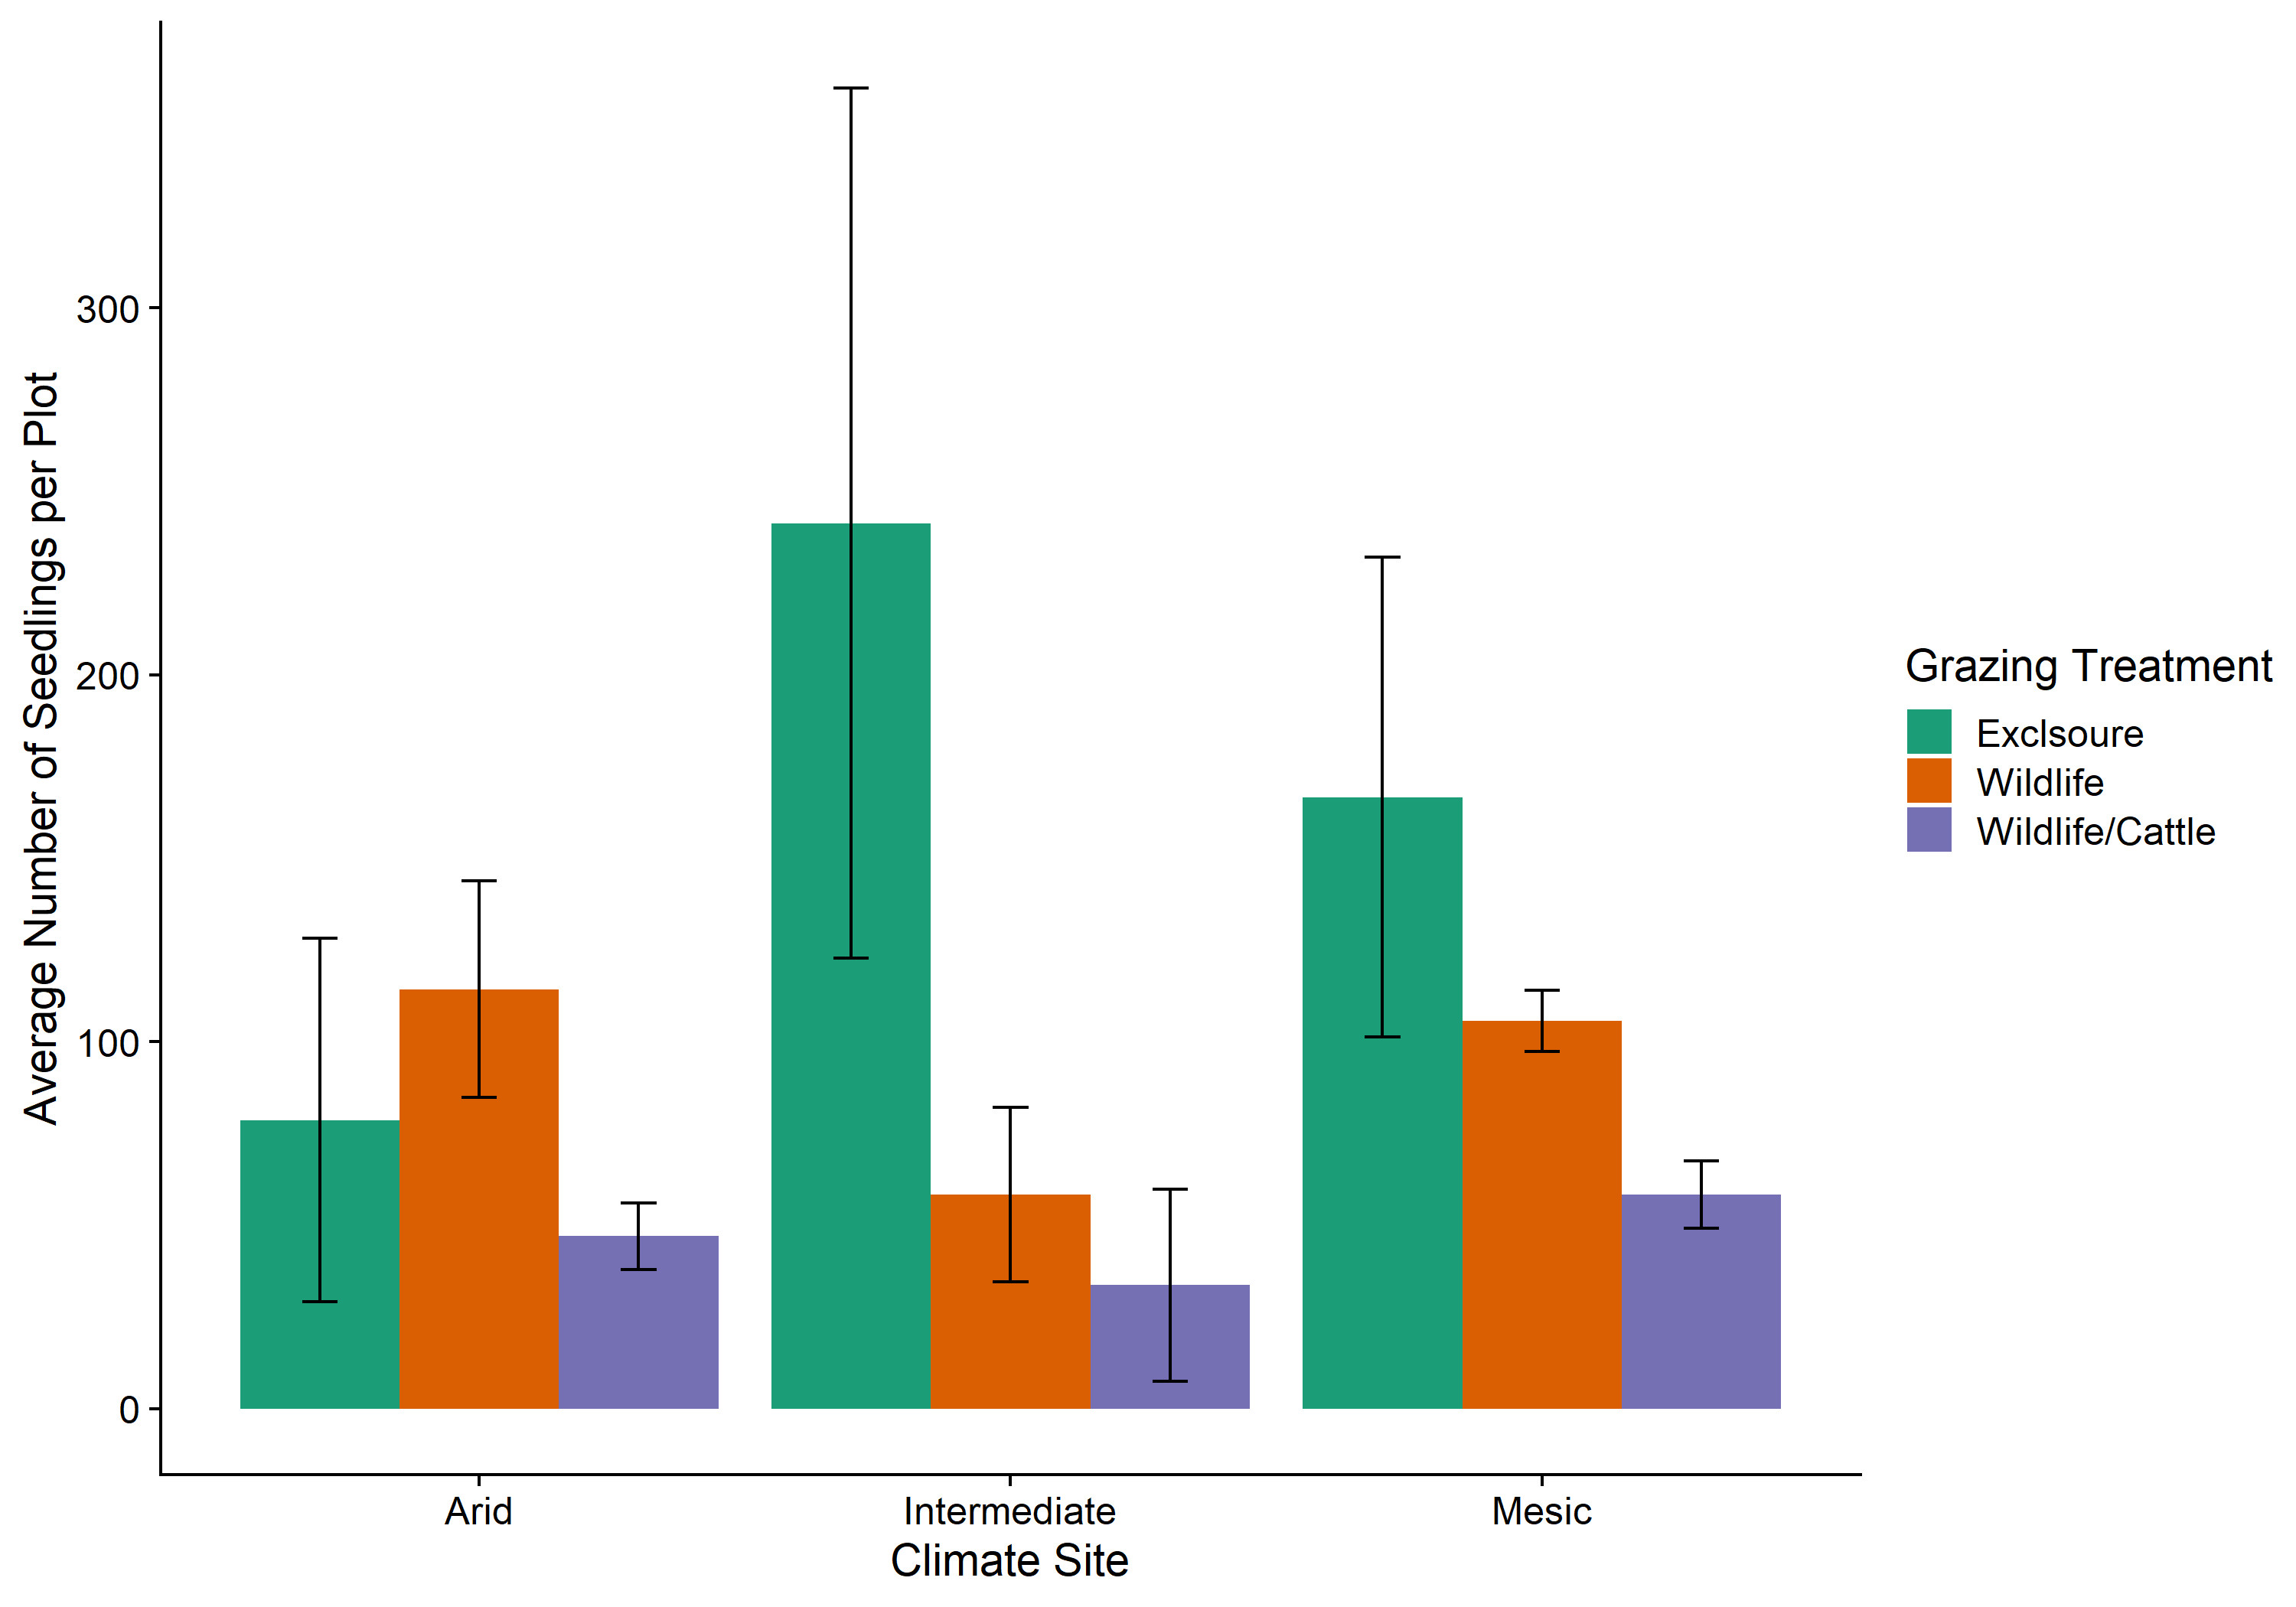 Average Number of Seedlings per Plot
300
200
100
0
Arid
Intermediate
Mesic
Climate Site
Grazing Treatment
Exclsoure
Wildlife
Wildlife/Cattle